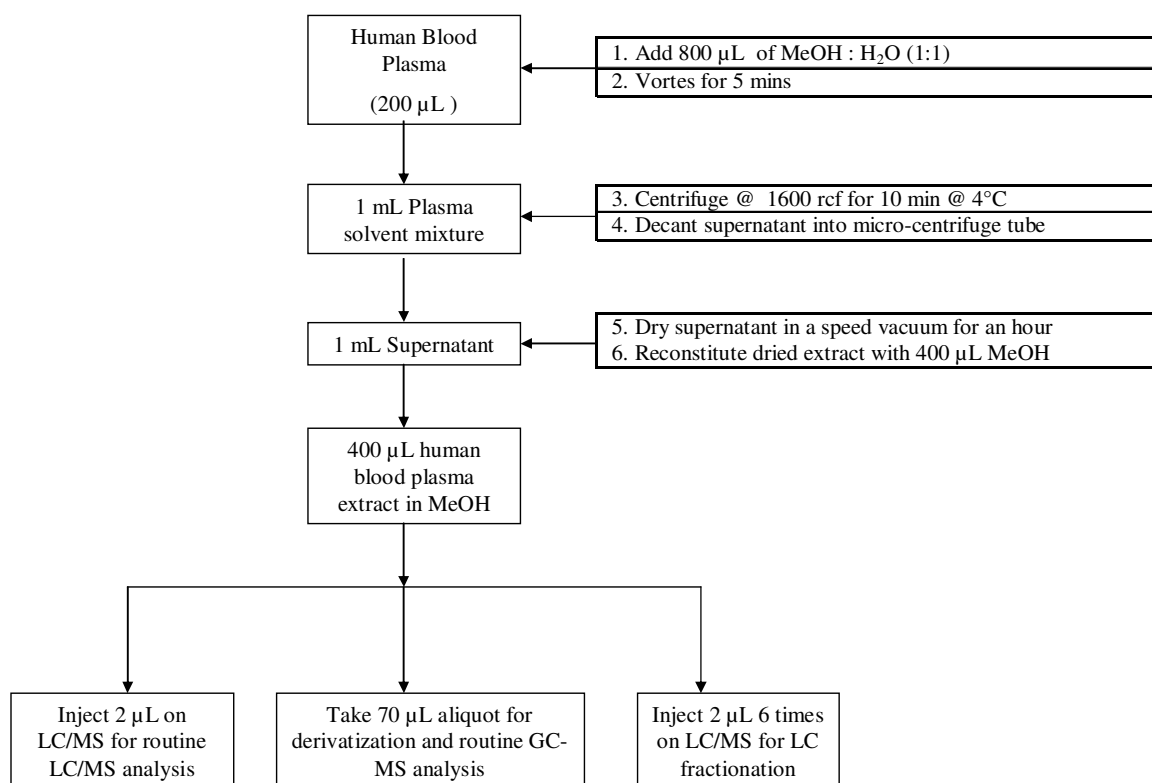 Human Blood
Plasma
(200 µL )
1. Add 800 µL of MeOH : H₂O (1:1)
2. Vortes for 5 mins
1 mL Plasma
solvent mixture
3. Centrifuge @ 1600 rcf for 10 min @ 4°C
4. Decant supernatant into micro-centrifuge tube
1 mL Supernatant
5. Dry supernatant in a speed vacuum for an hour
6. Reconstitute dried extract with 400 µL MeOH
400 µL human
blood plasma
extract in MeOH
Inject 2 µL on
LC/MS for routine
LC/MS analysis
Take 70 µL aliquot for
derivatization and routine GC-
MS analysis
Inject 2 µL 6 times
on LC/MS for LC
fractionation